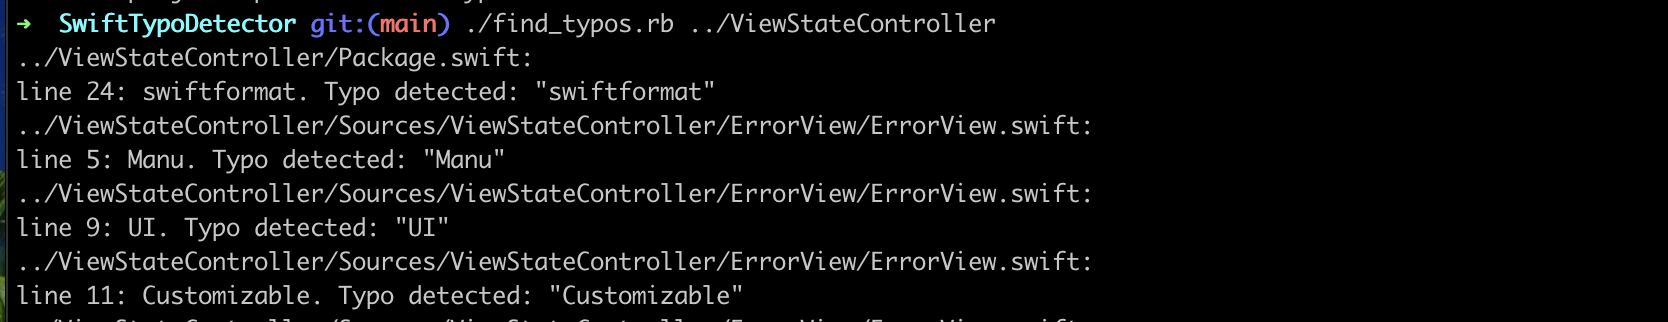 ➜  SwiftTypoDetector git:(main) ./find_typos.rb ../ViewStateController
../ViewStateController/Package.swift:
line 24: swiftformat. Typo detected: "swiftformat"
../ViewStateController/Sources/ViewStateController/ErrorView/ErrorView.swift:
line 5: Manu. Typo detected: "Manu"
../ViewStateController/Sources/ViewStateController/ErrorView/ErrorView.swift:
line 9: UI. Typo detected: "UI"
../ViewStateController/Sources/ViewStateController/ErrorView/ErrorView.swift:
line 11: Customizable. Typo detected: "Customizable"